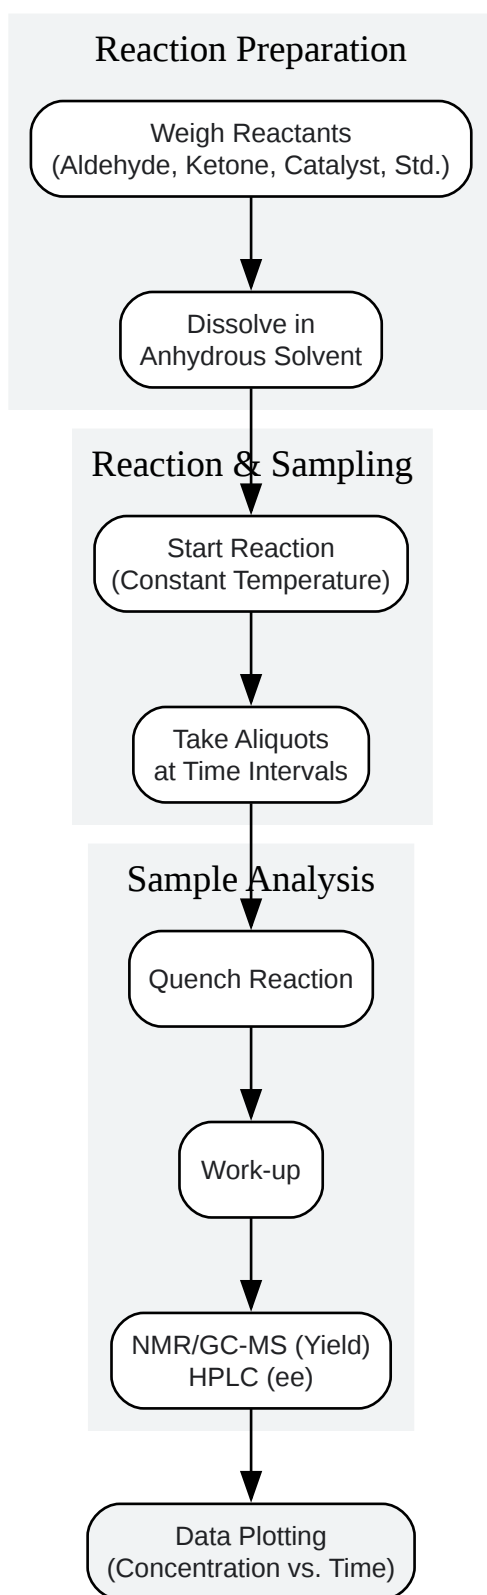 Reaction Preparation
Weigh Reactants
(Aldehyde, Ketone, Catalyst, Std.)
Dissolve in
Anhydrous Solvent
Reaction & Sampling
Start Reaction
(Constant Temperature)
Take Aliquots
at Time Intervals
Sample Analysis
Quench Reaction
Work-up
NMR/GC-MS (Yield)
HPLC (ee)
Data Plotting
(Concentration vs. Time)